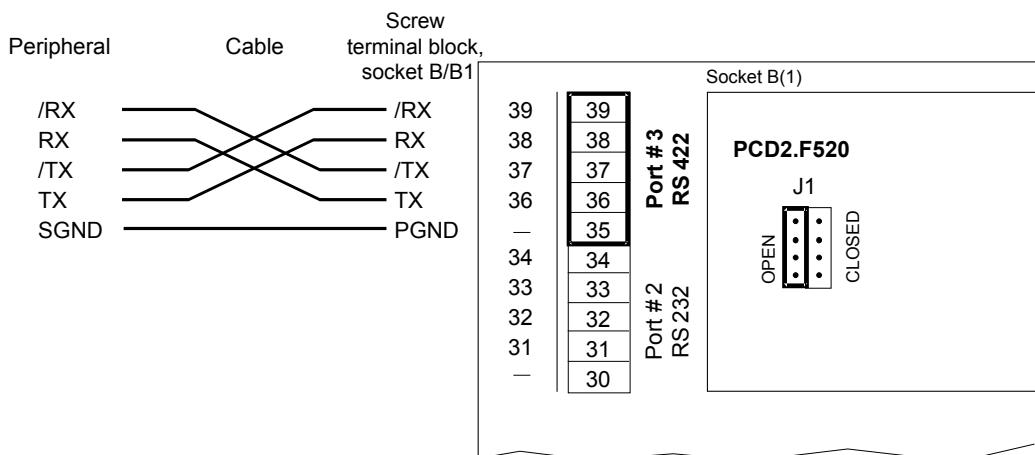 Peripheral
Cable
Screw
terminal block,
socket B/B1
/RX
RX
/TX
TX
SGND
/RX
RX
/TX
TX
PGND
39
38
37
36
—
34
33
32
31
—
39
38
37
36
35
34
33
32
31
30
Port # 3
RS 422
Port # 2
RS 232
Socket B(1)
PCD2.F520
J1
OPEN
CLOSED